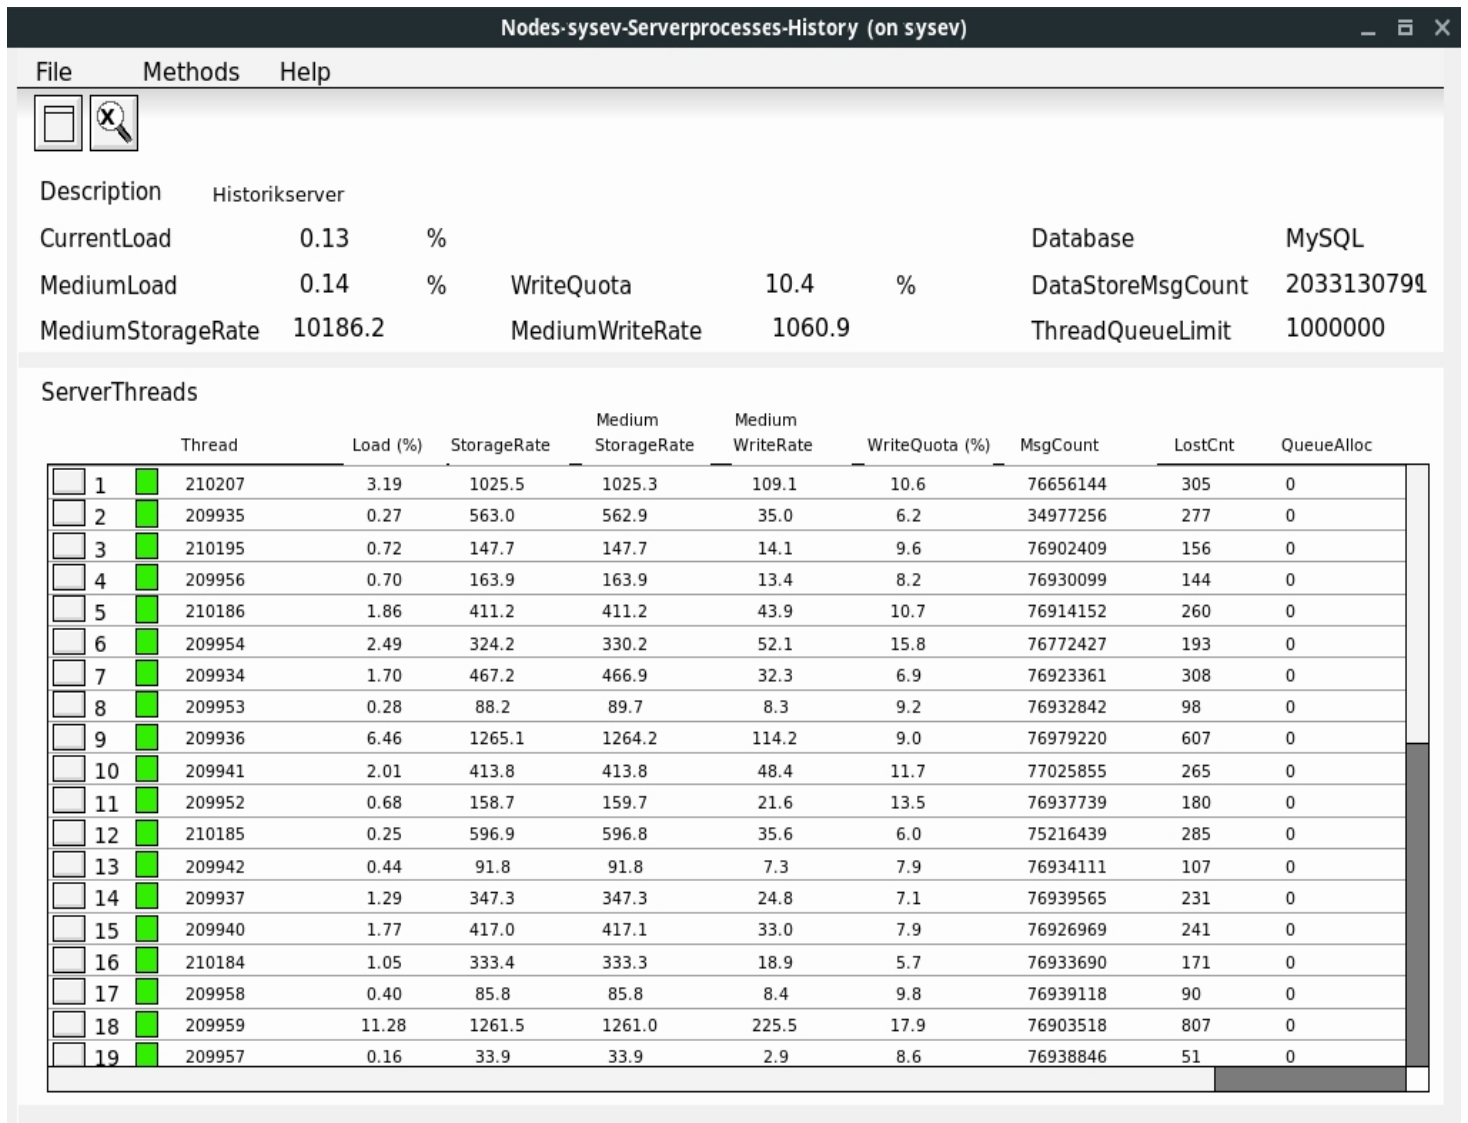 Nodes-sysev-Serverprocesses-History (on sysev)
File Methods Help
Description Historikserver
CurrentLoad 0.13 % Database MySQL
MediumLoad 0.14 % WriteQuota 10.4 % DataStoreMsgCount
MediumStorageRate 10186.2 MediumWriteRate 1060.9 ThreadQueueLimit 1000000
ServerThreads
Medium Medium
Thread Load (%) StorageRate StorageRate WriteRate WriteQuota (%) MsgCount LostCnt QueueAlloc
1 210207 3.19 1025.5 1025.3 109.1 10.6 76656144 305 0
2 209935 0.27 563.0 562.9 35.0 6.2 34977256 277 0
3 210195 0.72 147.7 147.7 14.1 9.6 76902409 156 0
4 209956 0.70 163.9 163.9 13.4 8.2 76930099 144 0
5 210186 1.86 411.2 411.2 43.9 10.7 76914152 260 0
6 209954 2.49 324.2 330.2 52.1 15.8 76772427 193 0
7 209934 1.70 467.2 466.9 32.3 6.9 76923361 308 0
8 209953 0.28 88.2 89.7 8.3 9.2 76932842 98 0
9 209936 6.46 1265.1 1264.2 114.2 9.0 76979220 607 0
10 209941 2.01 413.8 413.8 48.4 11.7 77025855 265 0
11 209952 0.68 158.7 159.7 21.6 13.5 76937739 180 0
12 210185 0.25 596.9 596.8 35.6 6.0 75216439 285 0
13 209942 0.44 91.8 91.8 7.3 7.9 76934111 107 0
14 209937 1.29 347.3 347.3 24.8 7.1 76939565 231 0
15 209940 1.77 417.0 417.1 33.0 7.9 76926969 241 0
16 210184 1.05 333.4 333.3 18.9 5.7 76933690 171 0
17 209958 0.40 85.8 85.8 8.4 9.8 76939118 90 0
18 209959 11.28 1261.5 1261.0 225.5 17.9 76903518 807 0
19 209957 0.16 33.9 33.9 2.9 8.6 76938846 51 0